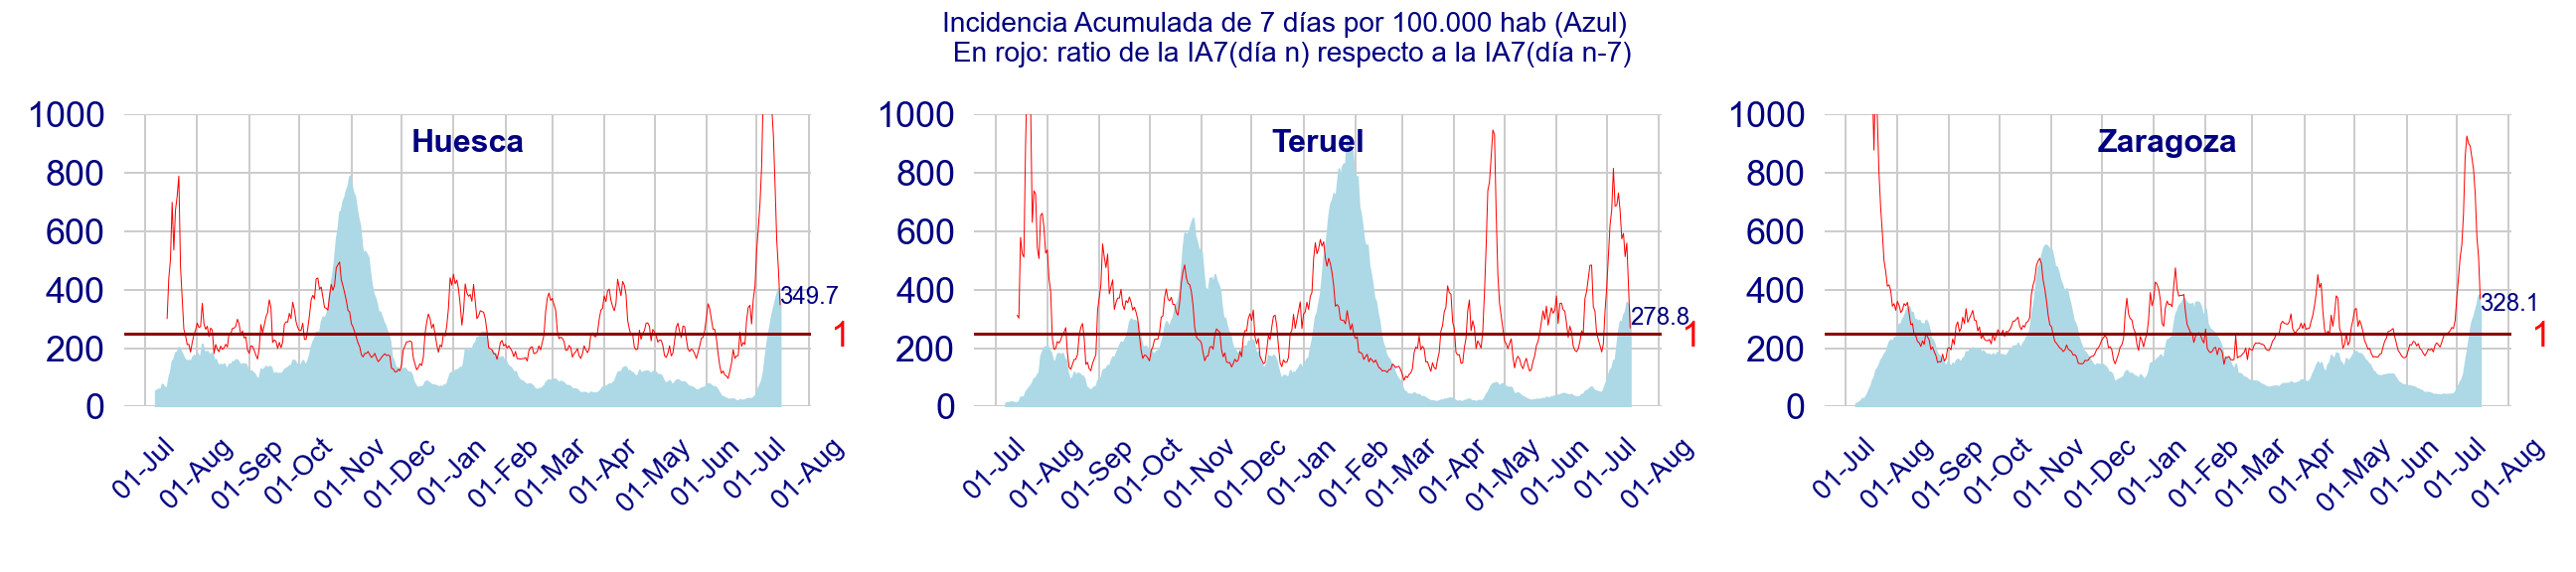 Incidencia Acumulada de 7 días por 100.000 hab (Azul)
En rojo: ratio de la IA7(día n) respecto a la IA7(día n-7)
Huesca
1000
800
600
400
200
0
349.7
1
01-Jul
01-Aug
01-Sep
01-Oct
01-Nov
01-Dec
01-Jan
01-Feb
01-Mar
01-Apr
01-May
01-Jun
01-Jul
01-Aug
Teruel
1000
800
600
400
200
0
278.8
1
01-Jul
01-Aug
01-Sep
01-Oct
01-Nov
01-Dec
01-Jan
01-Feb
01-Mar
01-Apr
01-May
01-Jun
01-Jul
01-Aug
Zaragoza
1000
800
600
400
200
0
328.1
1
01-Jul
01-Aug
01-Sep
01-Oct
01-Nov
01-Dec
01-Jan
01-Feb
01-Mar
01-Apr
01-May
01-Jun
01-Jul
01-Aug